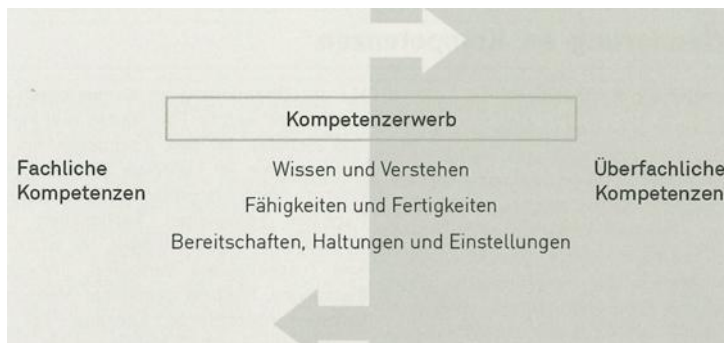 Kompetenzerwerb
Fachliche
Kompetenzen
Wissen und Verstehen
Fähigkeiten und Fertigkeiten
Bereitschaften, Haltungen und Einstellungen
Überfachliche
Kompetenzen